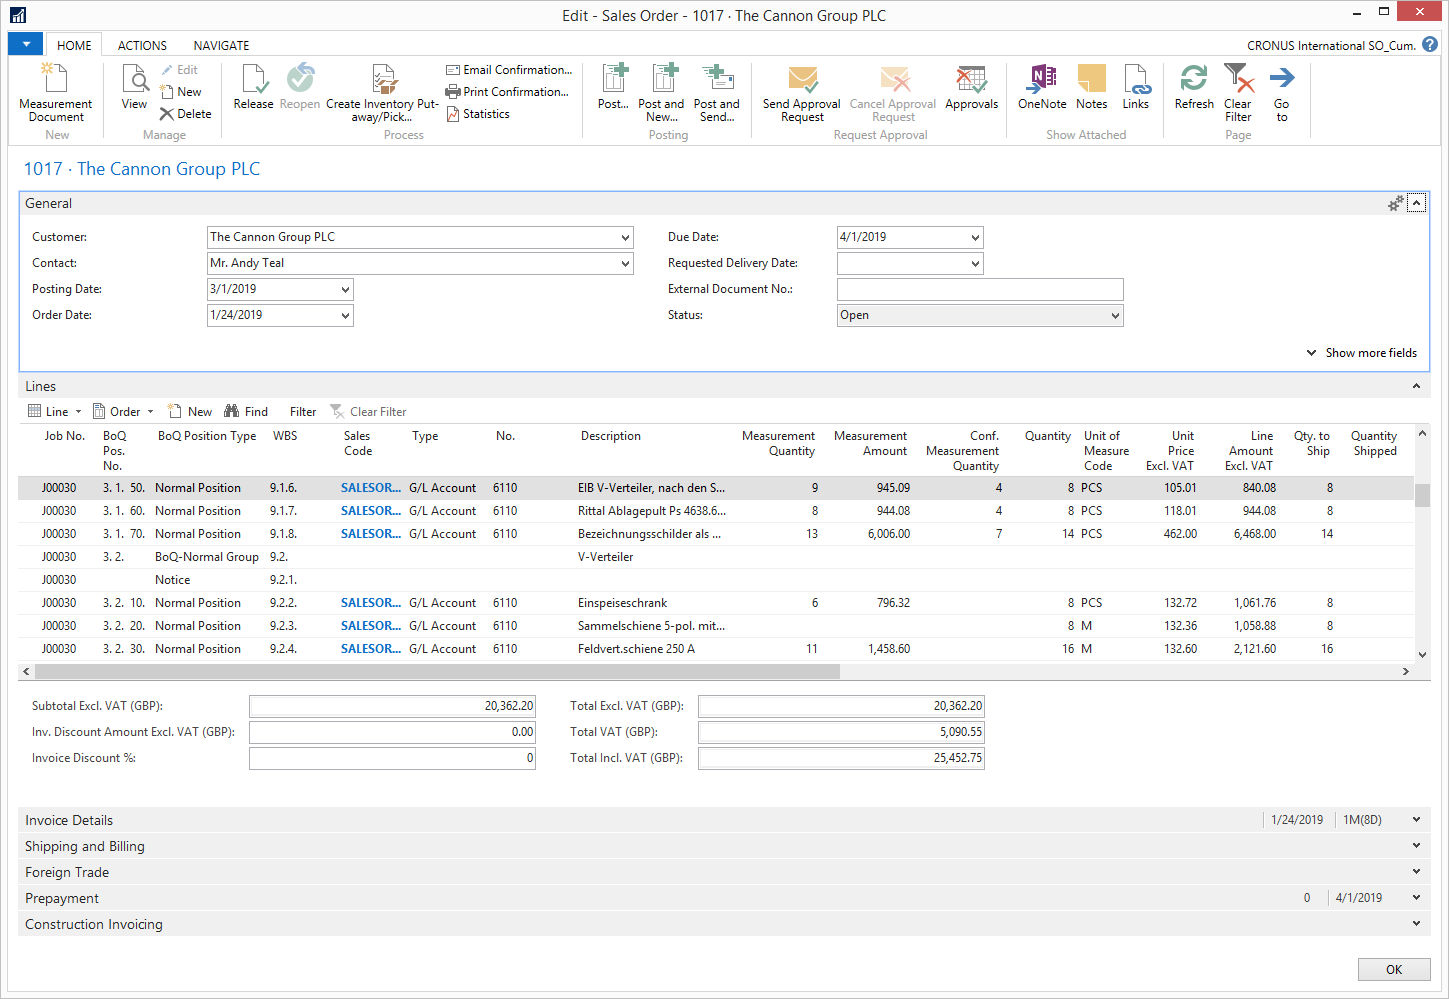 Edit - Sales Order - 1017 · The Cannon Group PLC
HOME ACTIONS NAVIGATE CRONUS International SO_Cum.
Measurement Document
New
View
Edit
New
Delete
Manage
Release
Reopen
Create Inventory Put-away/Pick...
Email Confirmation...
Print Confirmation...
Statistics
Process
Post...
Post and New...
Post and Send...
Posting
Send Approval Request
Cancel Approval Request
Approvals
Request Approval
OneNote
Notes
Links
Show Attached
Refresh
Clear Filter
Go to
Page
1017 · The Cannon Group PLC
General
Customer: The Cannon Group PLC
Contact: Mr. Andy Teal
Posting Date: 3/1/2019
Order Date: 1/24/2019
Due Date: 4/1/2019
Requested Delivery Date:
External Document No.:
Status: Open
Show more fields
Lines
Line Order New Find Filter Clear Filter
Job No. BoQ Pos. No. BoQ Position Type WBS Sales Code Type No. Description Measurement Quantity Measurement Amount Conf. Measurement Quantity Quantity Unit of Measure Code Unit Price Excl. VAT Line Amount Excl. VAT Qty. to Ship Quantity Shipped
J00030 3. 1. 50. Normal Position 9.1.6. SALESOR... G/L Account 6110 EIB V-Verteiler, nach den S... 9 945.09 4 8 PCS 105.01 840.08 8
J00030 3. 1. 60. Normal Position 9.1.7. SALESOR... G/L Account 6110 Rittal Ablagepult Ps 4638.6... 8 944.08 4 8 PCS 118.01 944.08 8
J00030 3. 1. 70. Normal Position 9.1.8. SALESOR... G/L Account 6110 Bezeichnungsschilder als ... 13 6,006.00 7 14 PCS 462.00 6,468.00 14
J00030 3. 2. BoQ-Normal Group 9.2. V-Verteiler
J00030 Notice 9.2.1.
J00030 3. 2. 10. Normal Position 9.2.2. SALESOR... G/L Account 6110 Einspeiseschrank 6 796.32 8 PCS 132.72 1,061.76 8
J00030 3. 2. 20. Normal Position 9.2.3. SALESOR... G/L Account 6110 Sammelschiene 5-pol. mit... 8 M 132.36 1,058.88 8
J00030 3. 2. 30. Normal Position 9.2.4. SALESOR... G/L Account 6110 Feldvert.schiene 250 A 11 1,458.60 16 M 132.60 2,121.60 16
Subtotal Excl. VAT (GBP): 20,362.20 Total Excl. VAT (GBP): 20,362.20
Inv. Discount Amount Excl. VAT (GBP): 0.00 Total VAT (GBP): 5,090.55
Invoice Discount %: 0 Total Incl. VAT (GBP): 25,452.75
Invoice Details 1/24/2019 1M(8D)
Shipping and Billing
Foreign Trade
Prepayment 0 4/1/2019
Construction Invoicing
OK